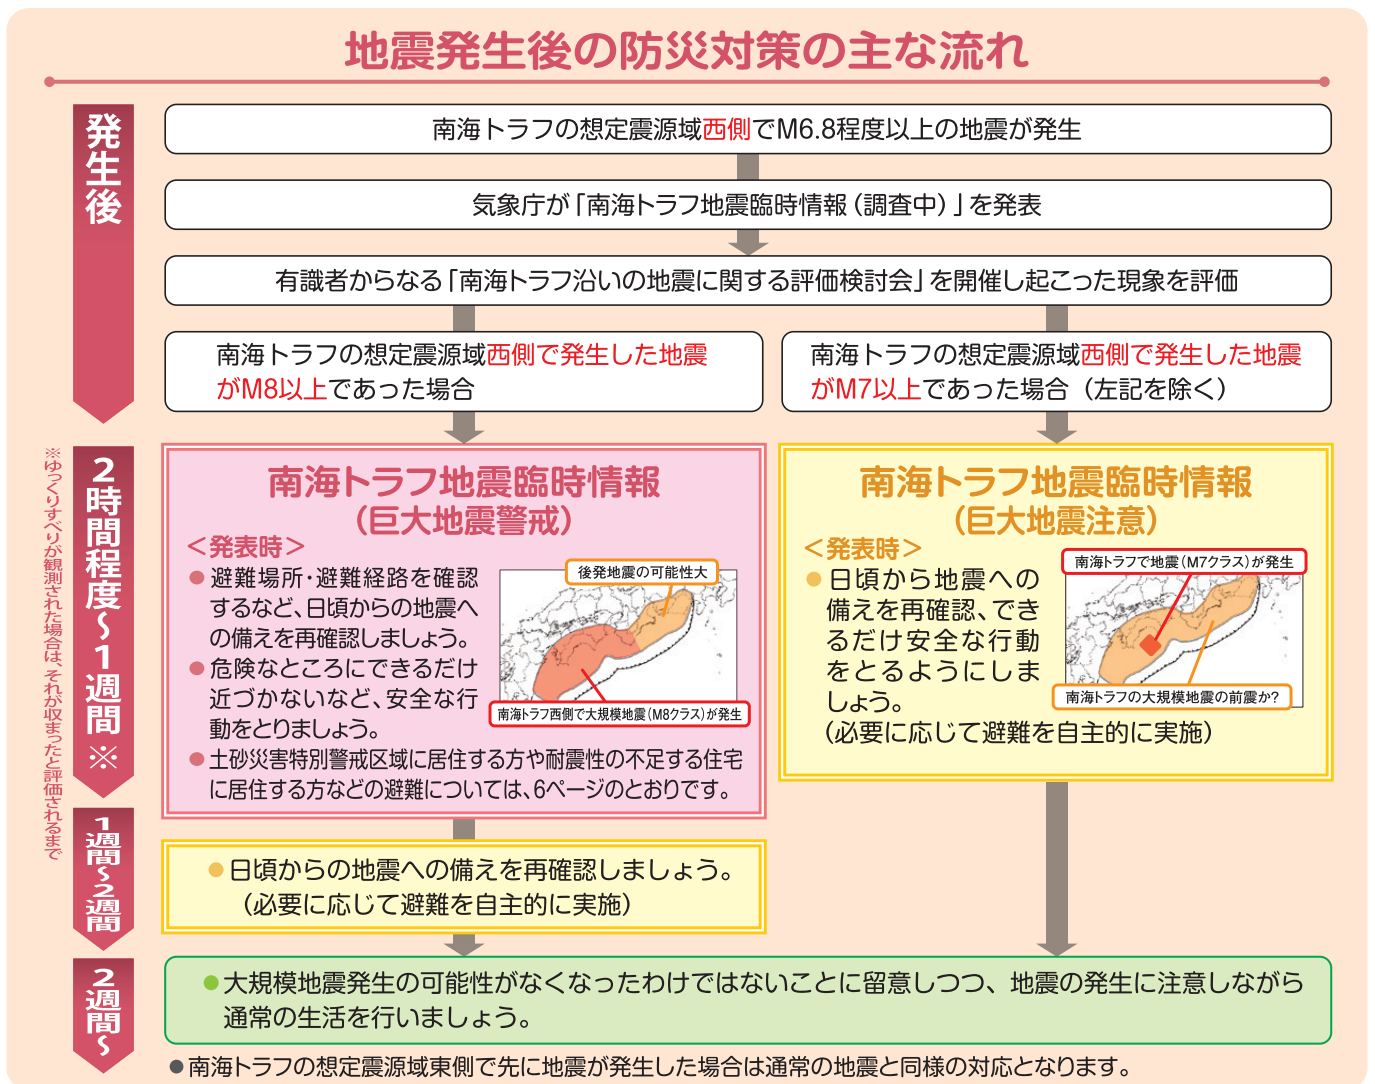 地震発生後の防災対策の主な流れ
発生後
南海トラフの想定震源域西側でM6.8程度以上の地震が発生
気象庁が「南海トラフ地震臨時情報（調査中）」を発表
有識者からなる「南海トラフ沿いの地震に関する評価検討会」を開催し起こった現象を評価
南海トラフの想定震源域西側で発生した地震
がM8以上であった場合
南海トラフの想定震源域西側で発生した地震
がM7以上であった場合（左記を除く）
2時間程度～1週間※
※ゆっくりすべりが観測された場合は、それが収まったと評価されるまで
南海トラフ地震臨時情報
（巨大地震警戒）
＜発表時＞
●避難場所・避難経路を確認
するなど、日頃からの地震へ
の備えを再確認しましょう。
●危険なところにできるだけ
近づかないなど、安全な行
動をとりましょう。
●土砂災害特別警戒区域に居住する方や耐震性の不足する住宅
に居住する方などの避難については、6ページのとおりです。
後発地震の可能性大
南海トラフ西側で大規模地震（M8クラス）が発生
南海トラフ地震臨時情報
（巨大地震注意）
＜発表時＞
●日頃から地震への
備えを再確認、でき
るだけ安全な行動
をとるようにしま
しょう。
（必要に応じて避難を自主的に実施）
南海トラフで地震（M7クラス）が発生
南海トラフの大規模地震の前震か？
1週間～2週間
●日頃からの地震への備えを再確認しましょう。
（必要に応じて避難を自主的に実施）
2週間～
●大規模地震発生の可能性がなくなったわけではないことに留意しつつ、地震の発生に注意しながら
通常の生活を行いましょう。
●南海トラフの想定震源域東側で先に地震が発生した場合は通常の地震と同様の対応となります。